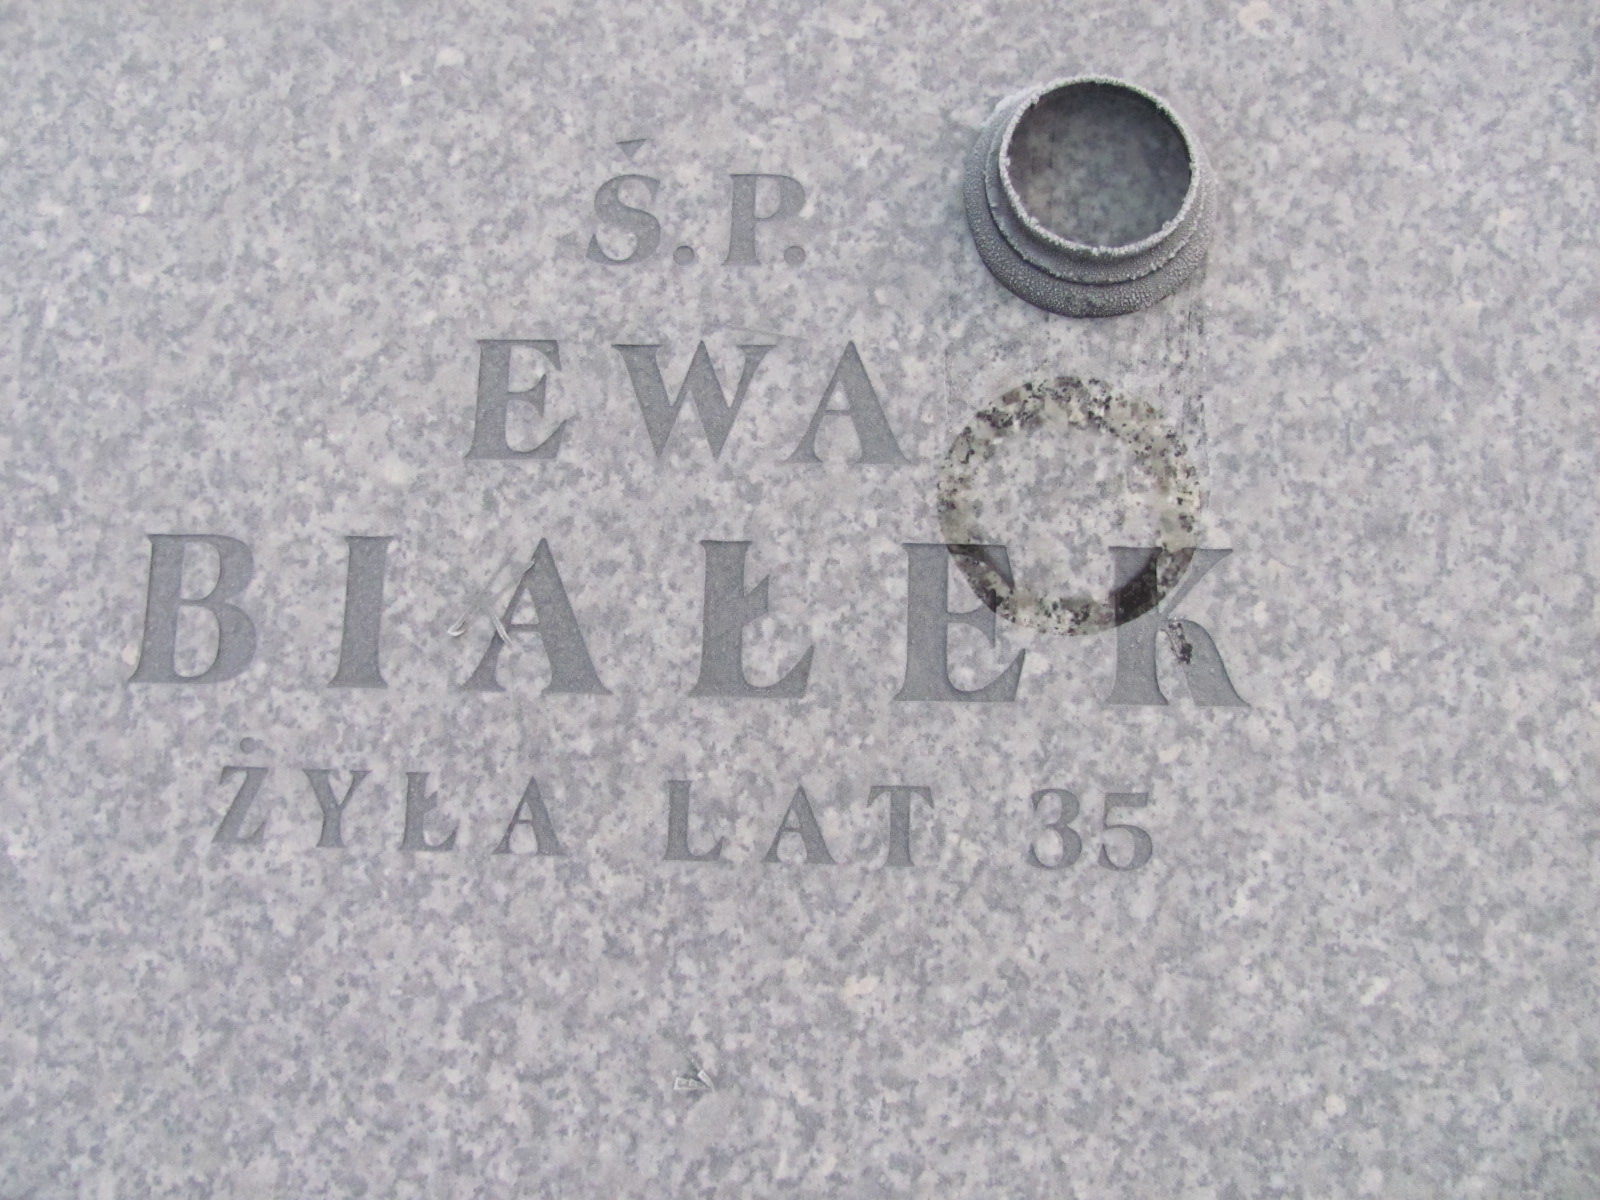 Ś.P.
EWA
BIAŁEK
ŻYŁA LAT 35